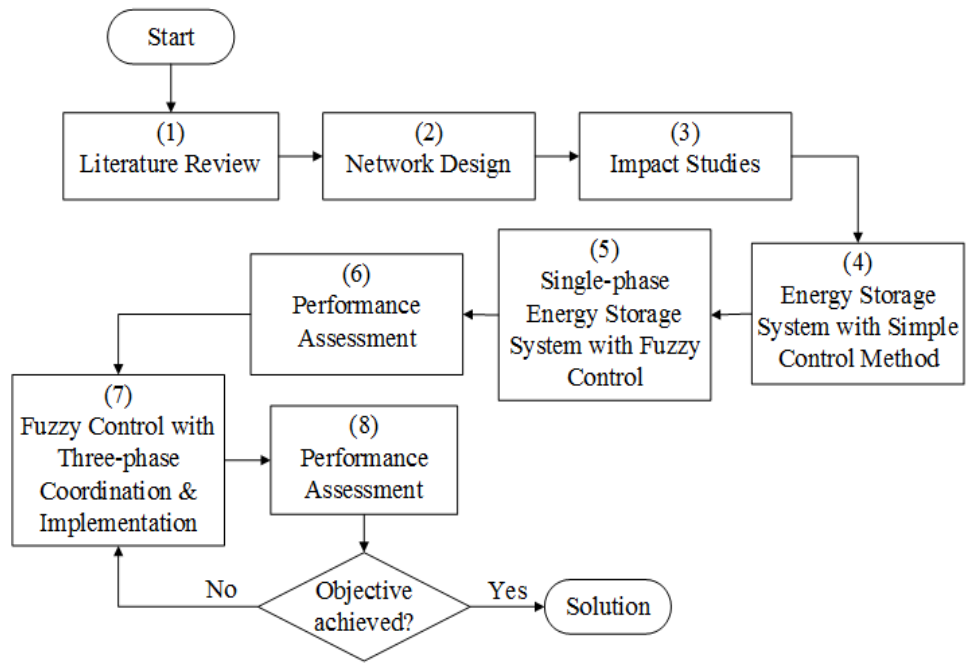 Start
(1)
Literature Review
(2)
Network Design
(3)
Impact Studies
(4)
Energy Storage
System with Simple
Control Method
(5)
Single-phase
Energy Storage
System with Fuzzy
Control
(6)
Performance
Assessment
(7)
Fuzzy Control with
Three-phase
Coordination &
Implementation
(8)
Performance
Assessment
Objective
achieved?
No
Yes
Solution